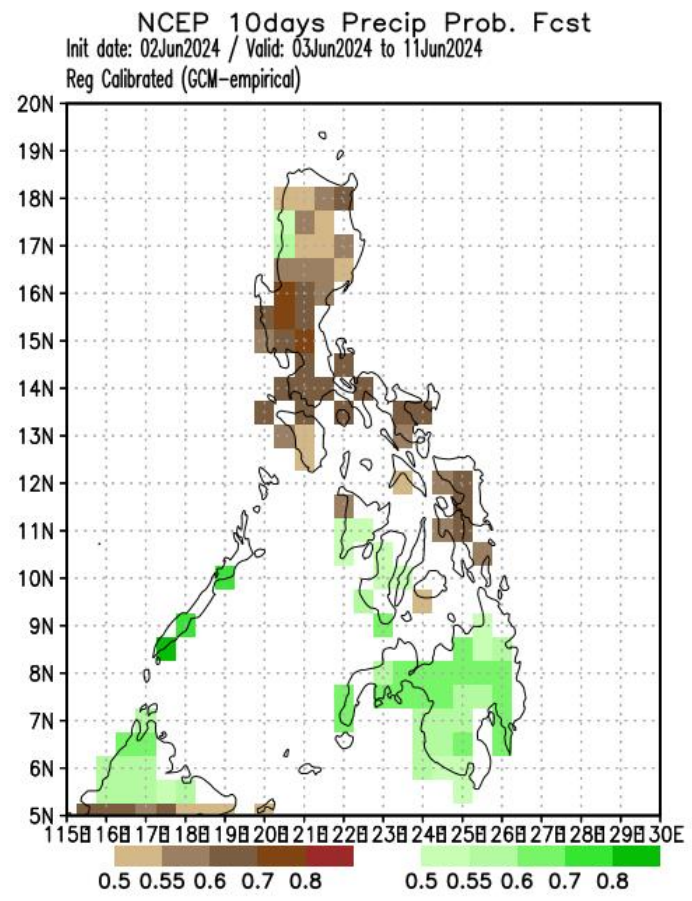 NCEP 10days Precip Prob. Fcst
Init date: 02Jun2024 / Valid: 03Jun2024 to 11Jun2024
Reg Calibrated (GCM-empirical)
20N
19N
18N
17N
16N
15N
14N
13N
12N
11N
10N
9N
8N
7N
6N
5N
115E 116E 117E 118E 119E 120E 121E 122E 123E 124E 125E 126E 127E 128E 129E 130E
0.5 0.55 0.6 0.7 0.8 0.5 0.55 0.6 0.7 0.8